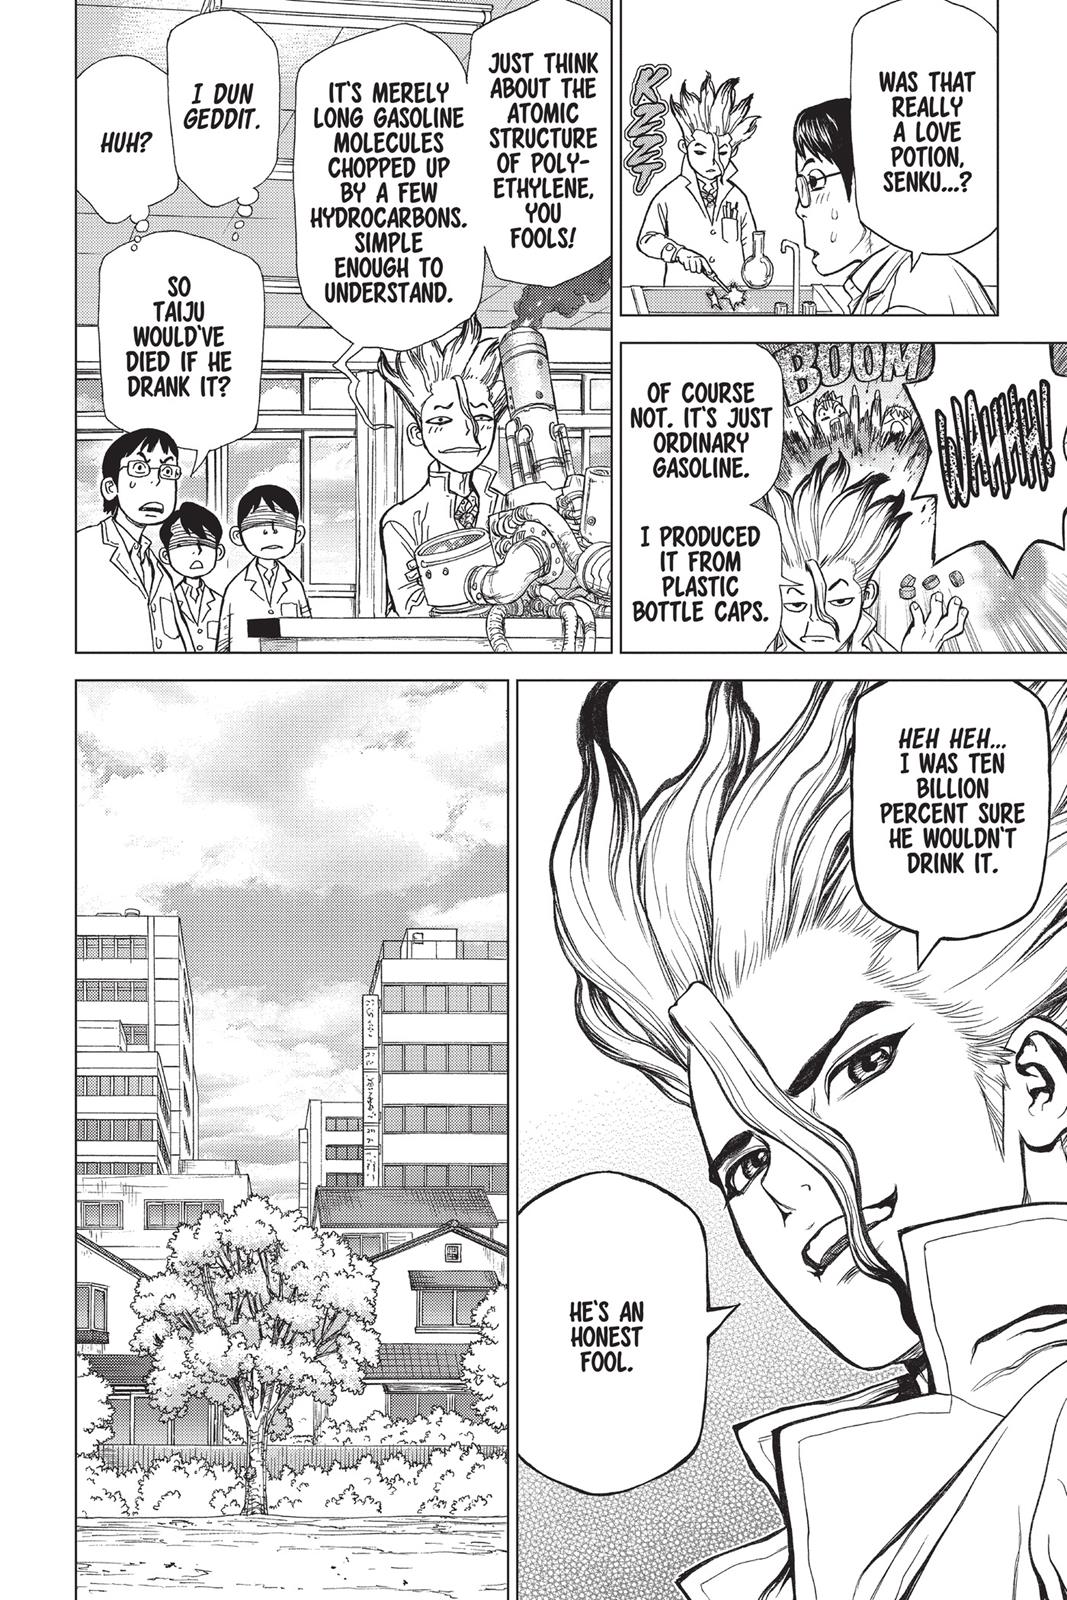 WAS THAT
REALLY
A LOVE
POTION,
SENKU...?
KZZZT
BOOM
WAHHH!
OF COURSE
NOT. IT'S JUST
ORDINARY
GASOLINE.
I PRODUCED
IT FROM
PLASTIC
BOTTLE CAPS.
JUST THINK
ABOUT THE
ATOMIC
STRUCTURE
OF POLY-
ETHYLENE,
YOU
FOOLS!
IT'S MERELY
LONG GASOLINE
MOLECULES
CHOPPED UP
BY A FEW
HYDROCARBONS.
SIMPLE
ENOUGH TO
UNDERSTAND.
I DUN
GEDDIT.
HUH?
SO
TAIJU
WOULD'VE
DIED IF HE
DRANK IT?
HEH HEH...
I WAS TEN
BILLION
PERCENT SURE
HE WOULDN'T
DRINK IT.
HE'S AN
HONEST
FOOL.